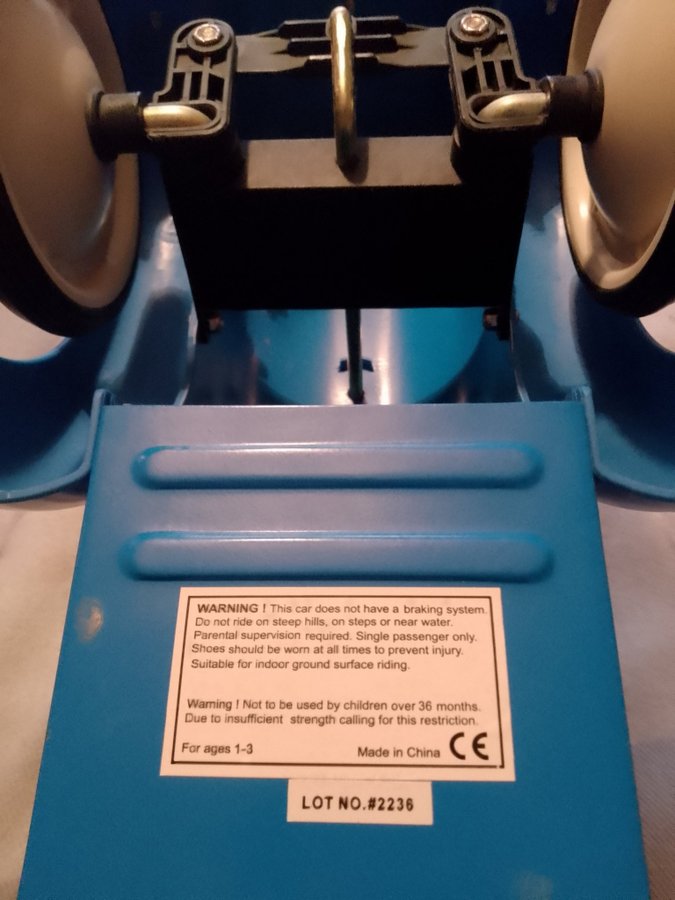 WARNING ! This car does not have a braking system.
Do not ride on steep hills, on steps or near water.
Parental supervision required. Single passenger only.
Shoes should be worn at all times to prevent injury.
Suitable for indoor ground surface riding.
Warning ! Not to be used by children over 36 months.
Due to insufficient strength calling for this restriction.
For ages 1-3 Made in China CE
LOT NO.#2236